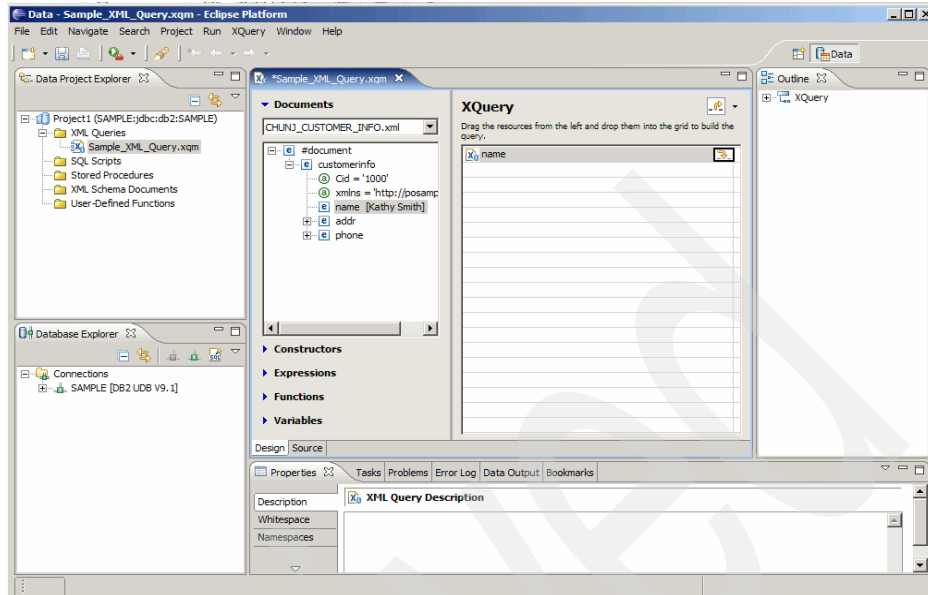 Data - Sample_XML_Query.xqm - Eclipse Platform
File Edit Navigate Search Project Run XQuery Window Help
Data
Data Project Explorer
Project1 (SAMPLE:jdbc:db2:SAMPLE)
XML Queries
Sample_XML_Query.xqm
SQL Scripts
Stored Procedures
XML Schema Documents
User-Defined Functions
Database Explorer
SQL
Connections
SAMPLE [DB2 UDB V9.1]
*Sample_XML_Query.xqm
Documents
CHUNJ_CUSTOMER_INFO.xml
#document
customerinfo
Cid = '1000'
xmlns = 'http://posamp
name [Kathy Smith]
addr
phone
Constructors
Expressions
Functions
Variables
XQuery
Drag the resources from the left and drop them into the grid to build the
query.
name
Design Source
Outline
XQuery
Properties Tasks Problems Error Log Data Output Bookmarks
Description
Whitespace
Namespaces
XML Query Description